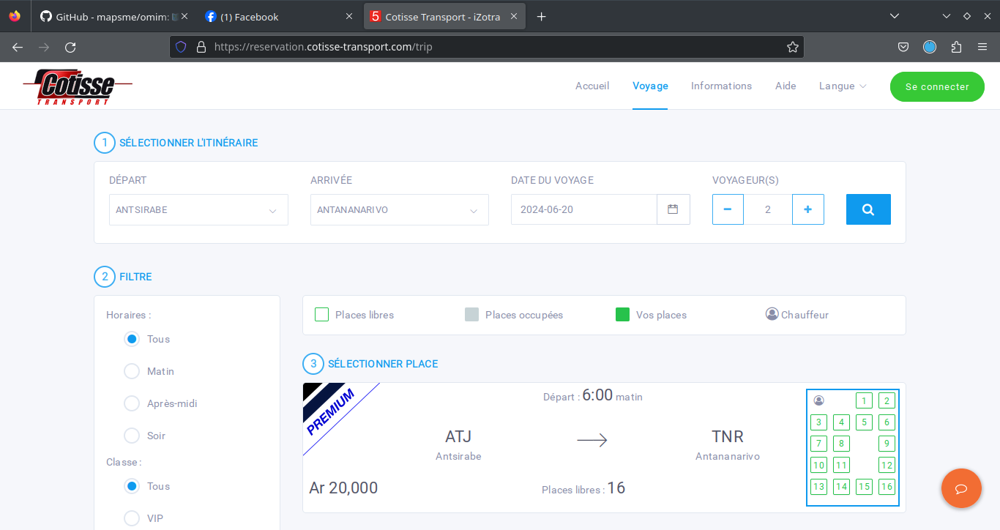 GitHub - mapsme/omim:
(1) Facebook
5 Cotisse Transport - iZotra
https://reservation.cotisse-transport.com/trip
Cotisse
TRANSPORT
Accueil
Voyage
Informations
Aide
Langue
Se connecter
1 SÉLECTIONNER L'ITINÉRAIRE
DÉPART
ARRIVÉE
DATE DU VOYAGE
VOYAGEUR(S)
ANTSIRABE
ANTANANARIVO
2024-06-20
2
2 FILTRE
Horaires :
Tous
Matin
Après-midi
Soir
Classe :
Tous
VIP
Places libres
Places occupées
Vos places
Chauffeur
3 SÉLECTIONNER PLACE
PREMIUM
Départ : 6:00 matin
ATJ
Antsirabe
TNR
Antananarivo
Ar 20,000
Places libres : 16
1 2
3 4 5 6
7 8 9
10 11 12
13 14 15 16